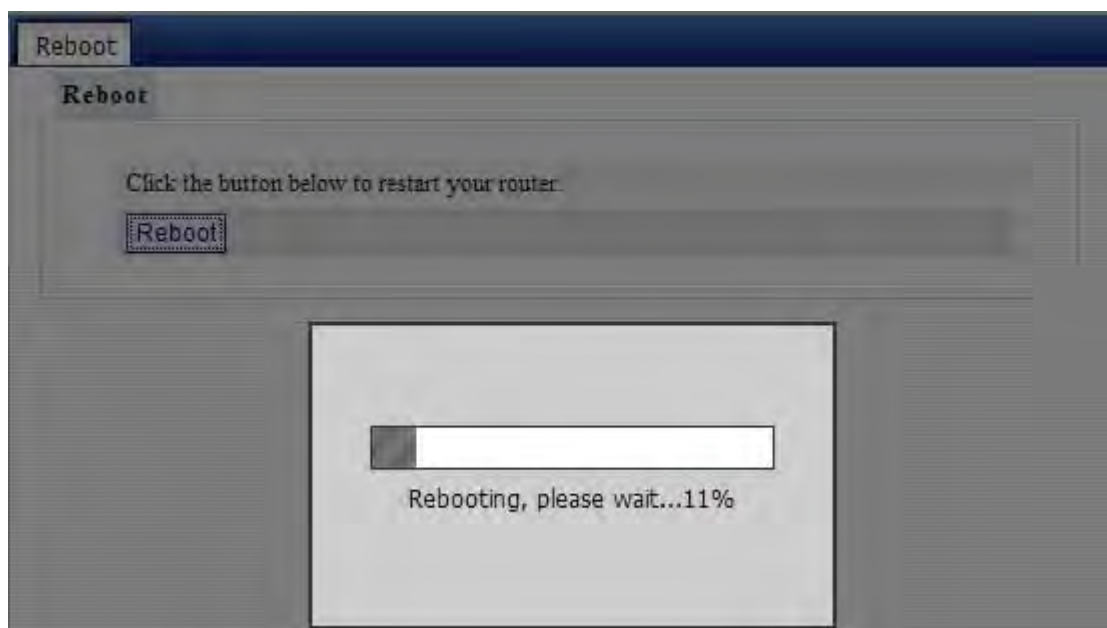 Reboot
Reboot
Click the button below to restart your router.
Reboot
Rebooting, please wait...11%